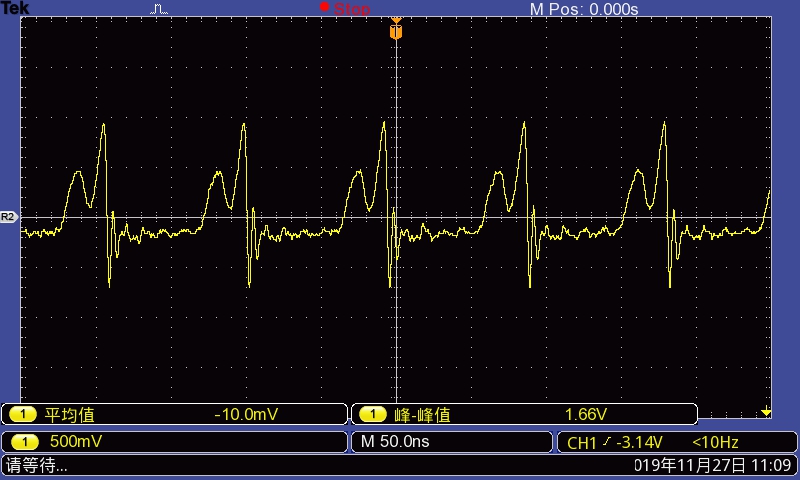 Tek Stop M Pos: 0.000s
T
R2
1 平均值 -10.0mV 1 峰-峰值 1.66V
1 500mV M 50.0ns CH1 -3.14V <10Hz
请等待... 019年11月27日 11:09